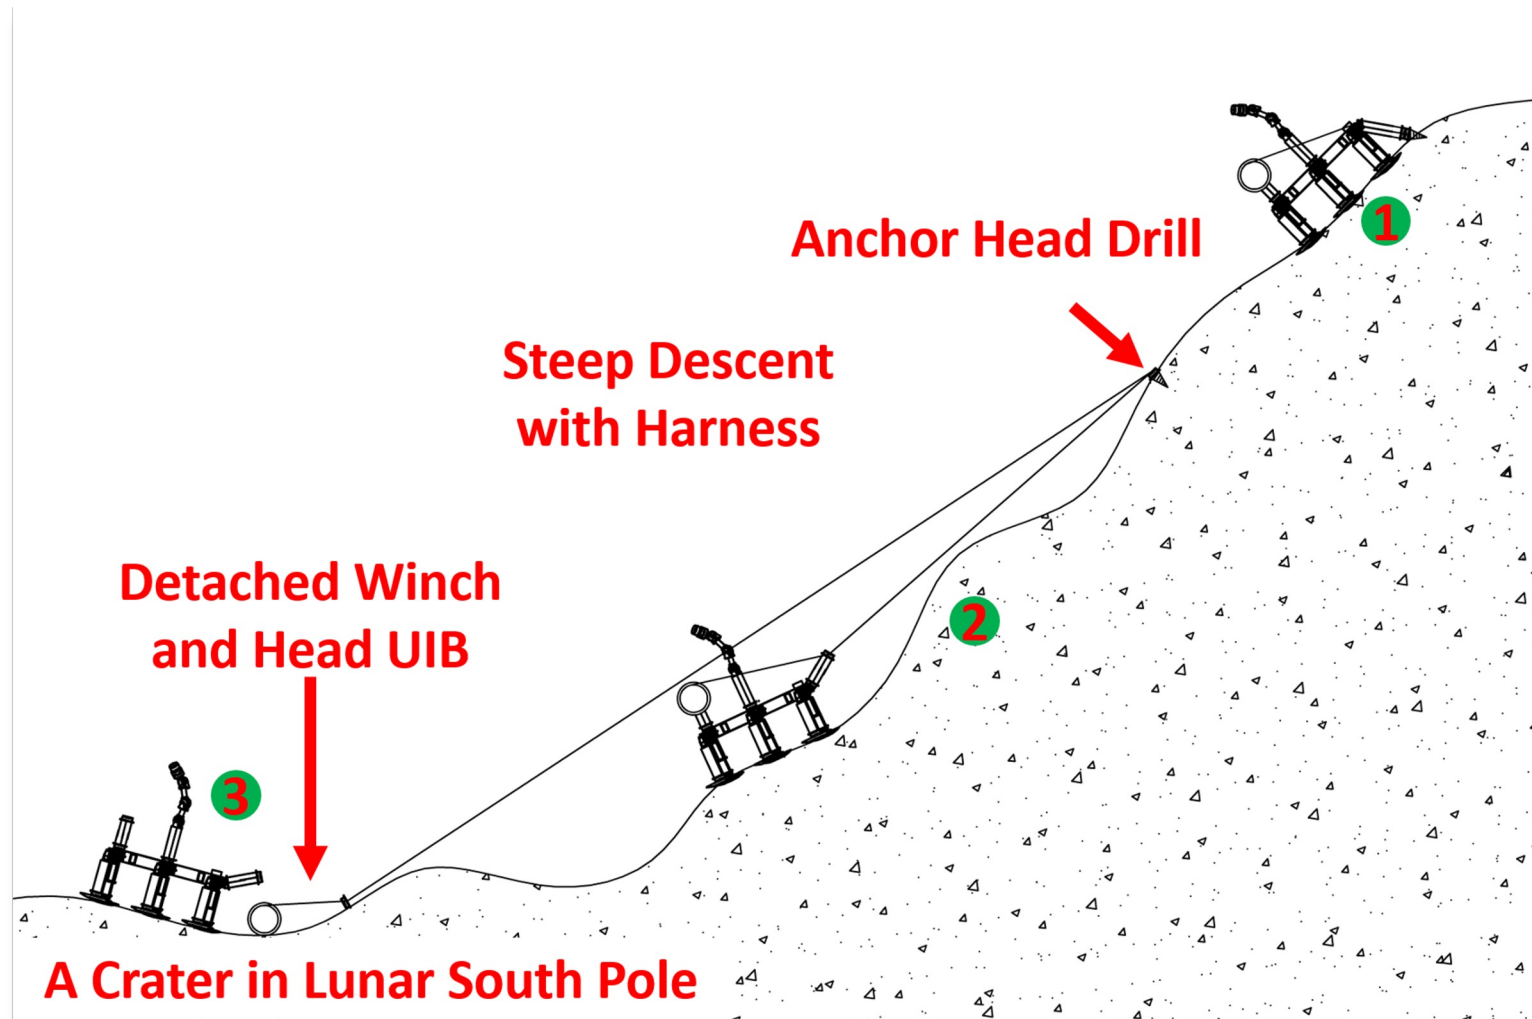 1
Anchor Head Drill
Steep Descent
with Harness
Detached Winch
and Head UIB
2
3
A Crater in Lunar South Pole